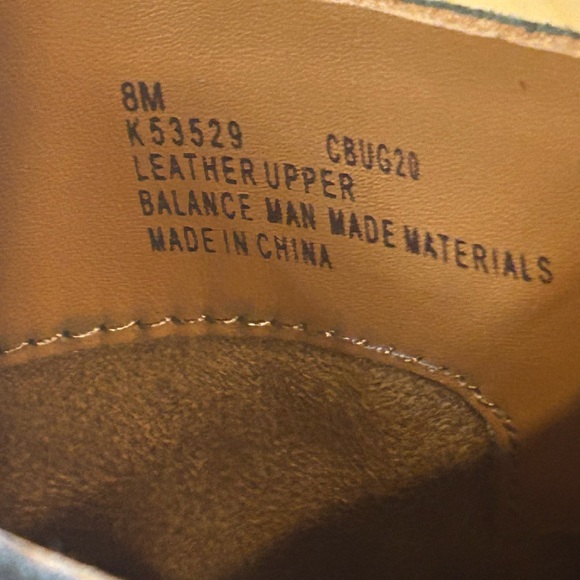 8M
K53529 CBUG20
LEATHER UPPER
BALANCE MAN MADE MATERIALS
MADE IN CHINA